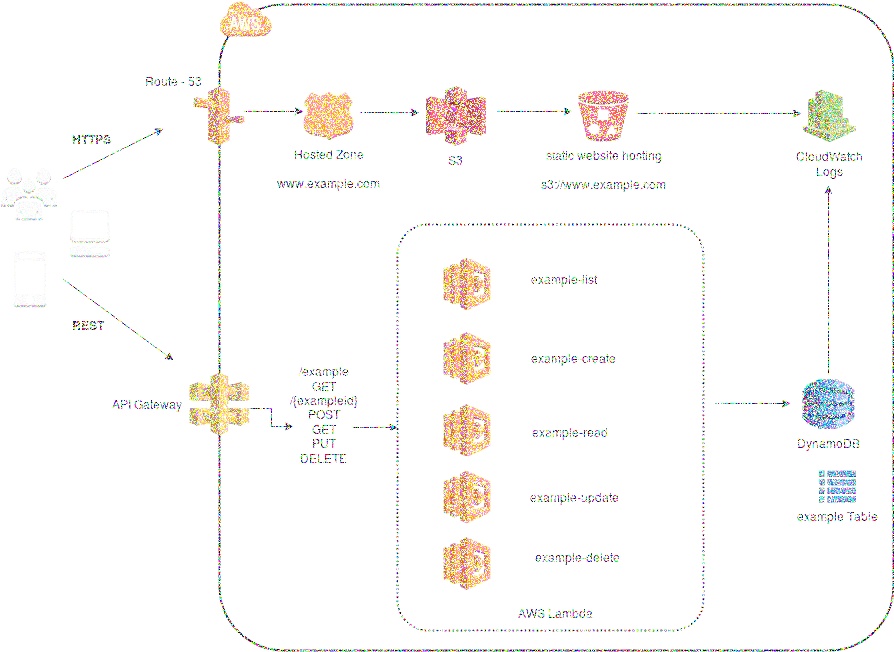 AWS
Route - 53
HTTPS
Hosted Zone
www.example.com
S3
static website hosting
s3://www.example.com
CloudWatch
Logs
REST
API Gateway
/example
GET
/{exampleid}
POST
GET
PUT
DELETE
example-list
example-create
example-read
example-update
example-delete
AWS Lambda
DynamoDB
example Table